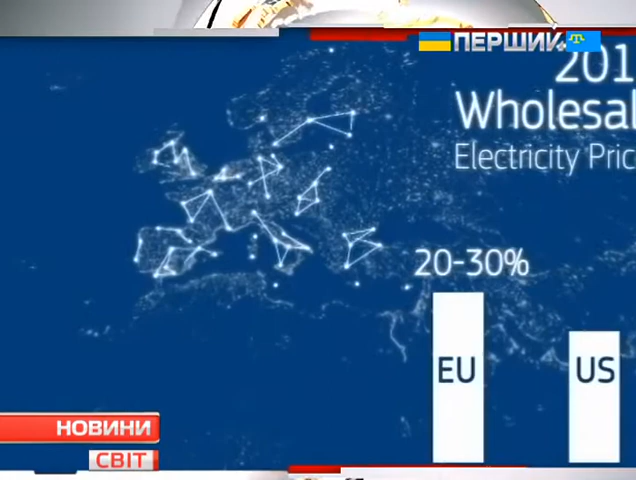 ПЕРШИЙ
201
Wholesal
Electricity Pric
20-30%
EU
US
НОВИНИ
СВІТ